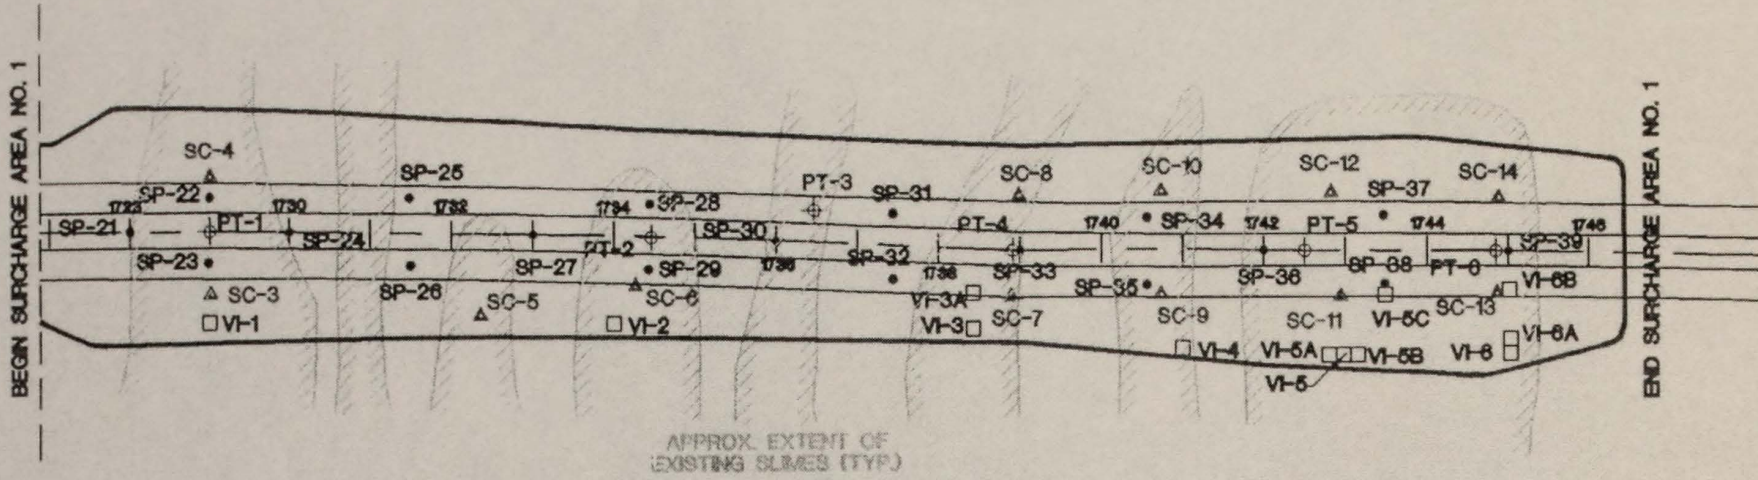 BEGIN SURCHARGE AREA NO. 1
END SURCHARGE AREA NO. 1
SC-4
SC-8
SC-10
SC-12
SC-14
SP-25
PT-3
SP-31
SP-37
SP-22
1730
1732
1734
SP-28
SP-21
PT-1
SP-24
PT-2
SP-30
PT-4
1740
SP-34
1742
PT-5
1744
1746
SP-39
SP-23
SP-27
SP-29
1736
SP-32
1738
SP-33
SP-36
SP-38
PT-6
SC-3
SP-26
SC-5
SC-6
VI-3A
SP-35
VI-6B
VI-1
VI-2
VI-3
SC-7
SC-9
SC-11
VI-5C
SC-13
VI-4
VI-5A
VI-5B
VI-6
VI-6A
VI-5
APPROX. EXTENT OF
EXISTING SLIMES (TYP.)